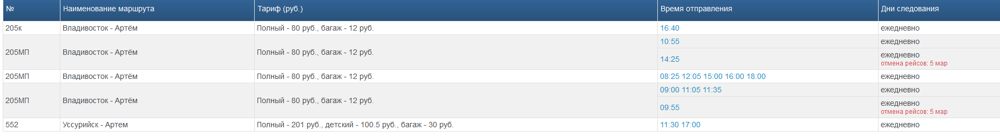 № Наименование маршрута Тариф (руб.) Время отправления Дни следования
205к Владивосток - Артём Полный - 80 руб., багаж - 12 руб. 16:40 ежедневно
205МП Владивосток - Артём Полный - 80 руб., багаж - 12 руб. 10:55 ежедневно
14:25 ежедневно
отмена рейсов: 5 мар
205МП Владивосток - Артём Полный - 80 руб., багаж - 12 руб. 08:25 12:05 15:00 16:00 18:00 ежедневно
205МП Владивосток - Артём Полный - 80 руб., багаж - 12 руб. 09:00 11:05 11:35 ежедневно
09:55 ежедневно
отмена рейсов: 5 мар
552 Уссурийск - Артем Полный - 201 руб., детский - 100.5 руб., багаж - 30 руб. 11:30 17:00 ежедневно